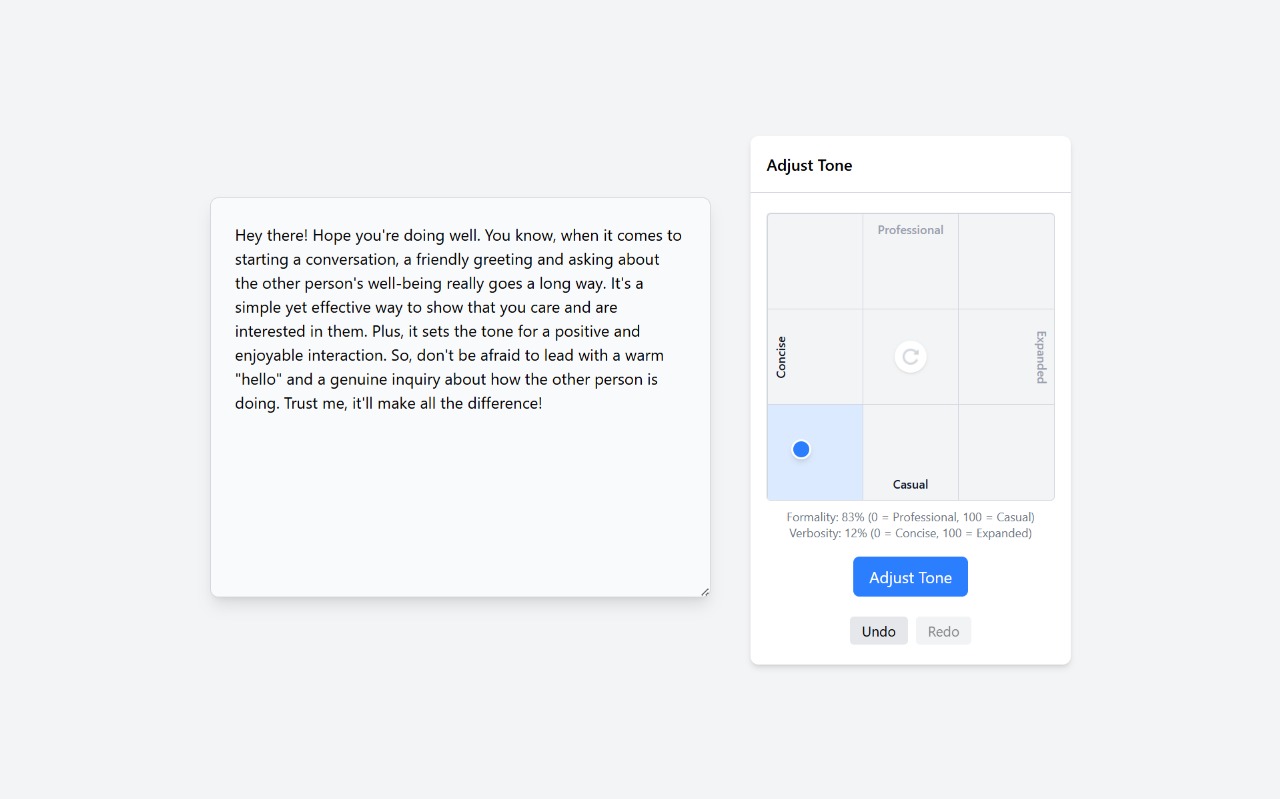 Hey there! Hope you're doing well. You know, when it comes to
starting a conversation, a friendly greeting and asking about
the other person's well-being really goes a long way. It's a
simple yet effective way to show that you care and are
interested in them. Plus, it sets the tone for a positive and
enjoyable interaction. So, don't be afraid to lead with a warm
"hello" and a genuine inquiry about how the other person is
doing. Trust me, it'll make all the difference!
Adjust Tone
Professional
Concise
Expanded
Casual
Formality: 83% (0 = Professional, 100 = Casual)
Verbosity: 12% (0 = Concise, 100 = Expanded)
Adjust Tone
Undo
Redo